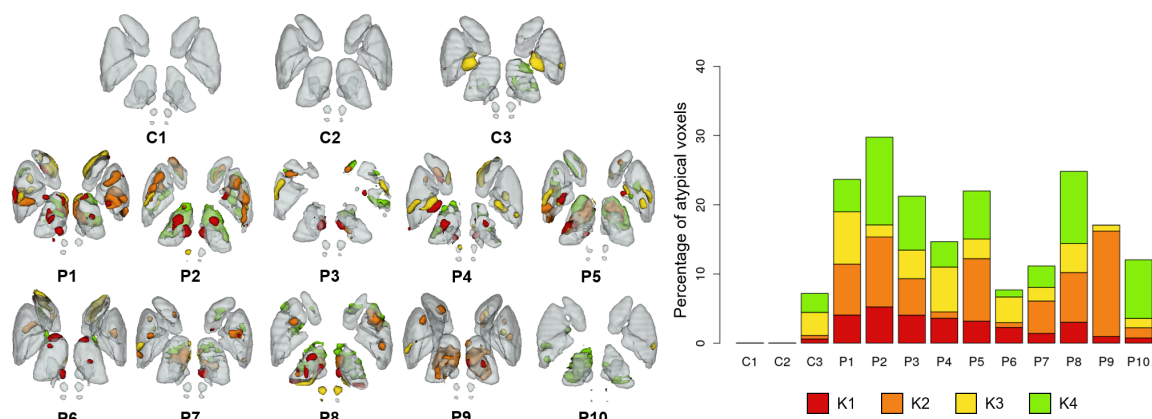 C1 C2 C3
P1 P2 P3 P4 P5
P6 P7 P8 P9 P10
Percentage of atypical voxels
40
30
20
10
0
C1 C2 C3 P1 P2 P3 P4 P5 P6 P7 P8 P9 P10
K1 K2 K3 K4